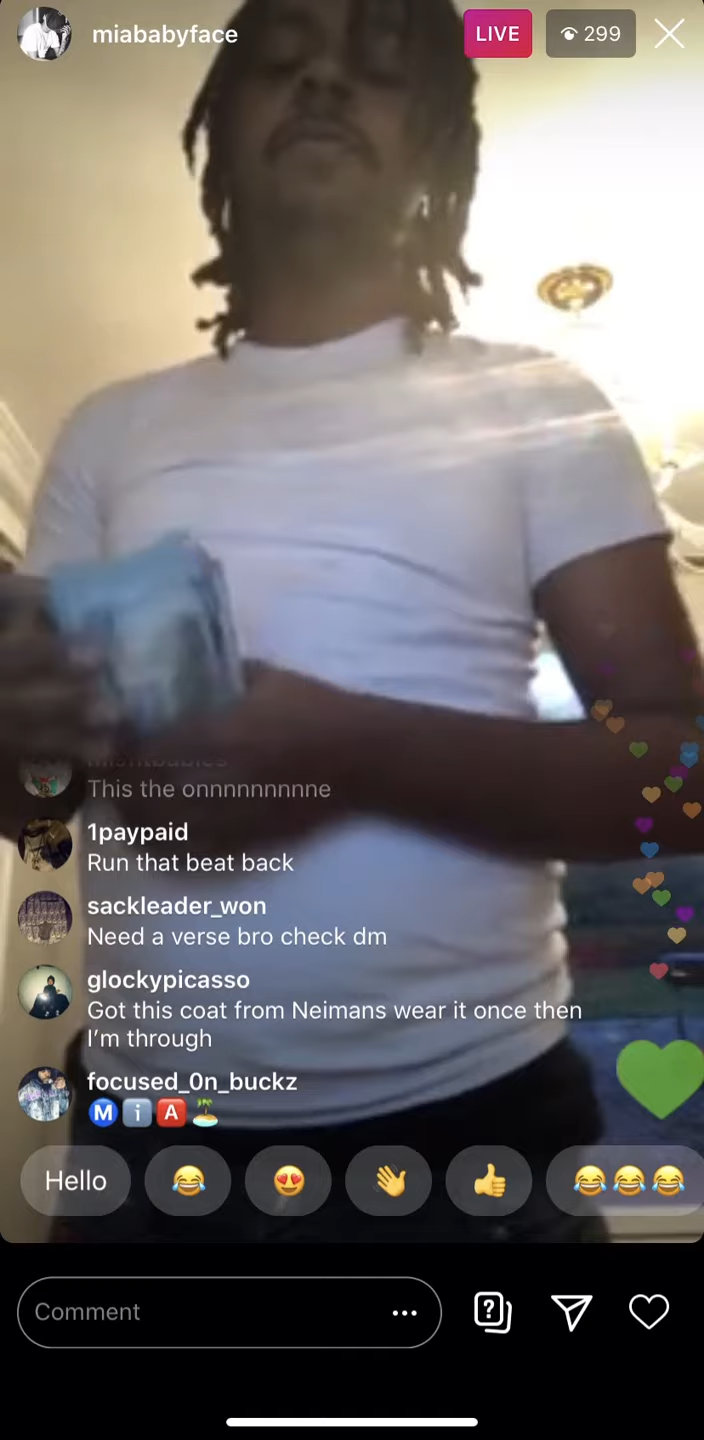 miababyface
LIVE
299
This the onnnnnnnnne
1paypaid
Run that beat back
sackleader_won
Need a verse bro check dm
glockypicasso
Got this coat from Neimans wear it once then
I’m through
focused_0n_buckz
Ⓜ️ℹ️🅰️🏝️
Hello
😂
😍
👋
👍
😂😂😂
Comment